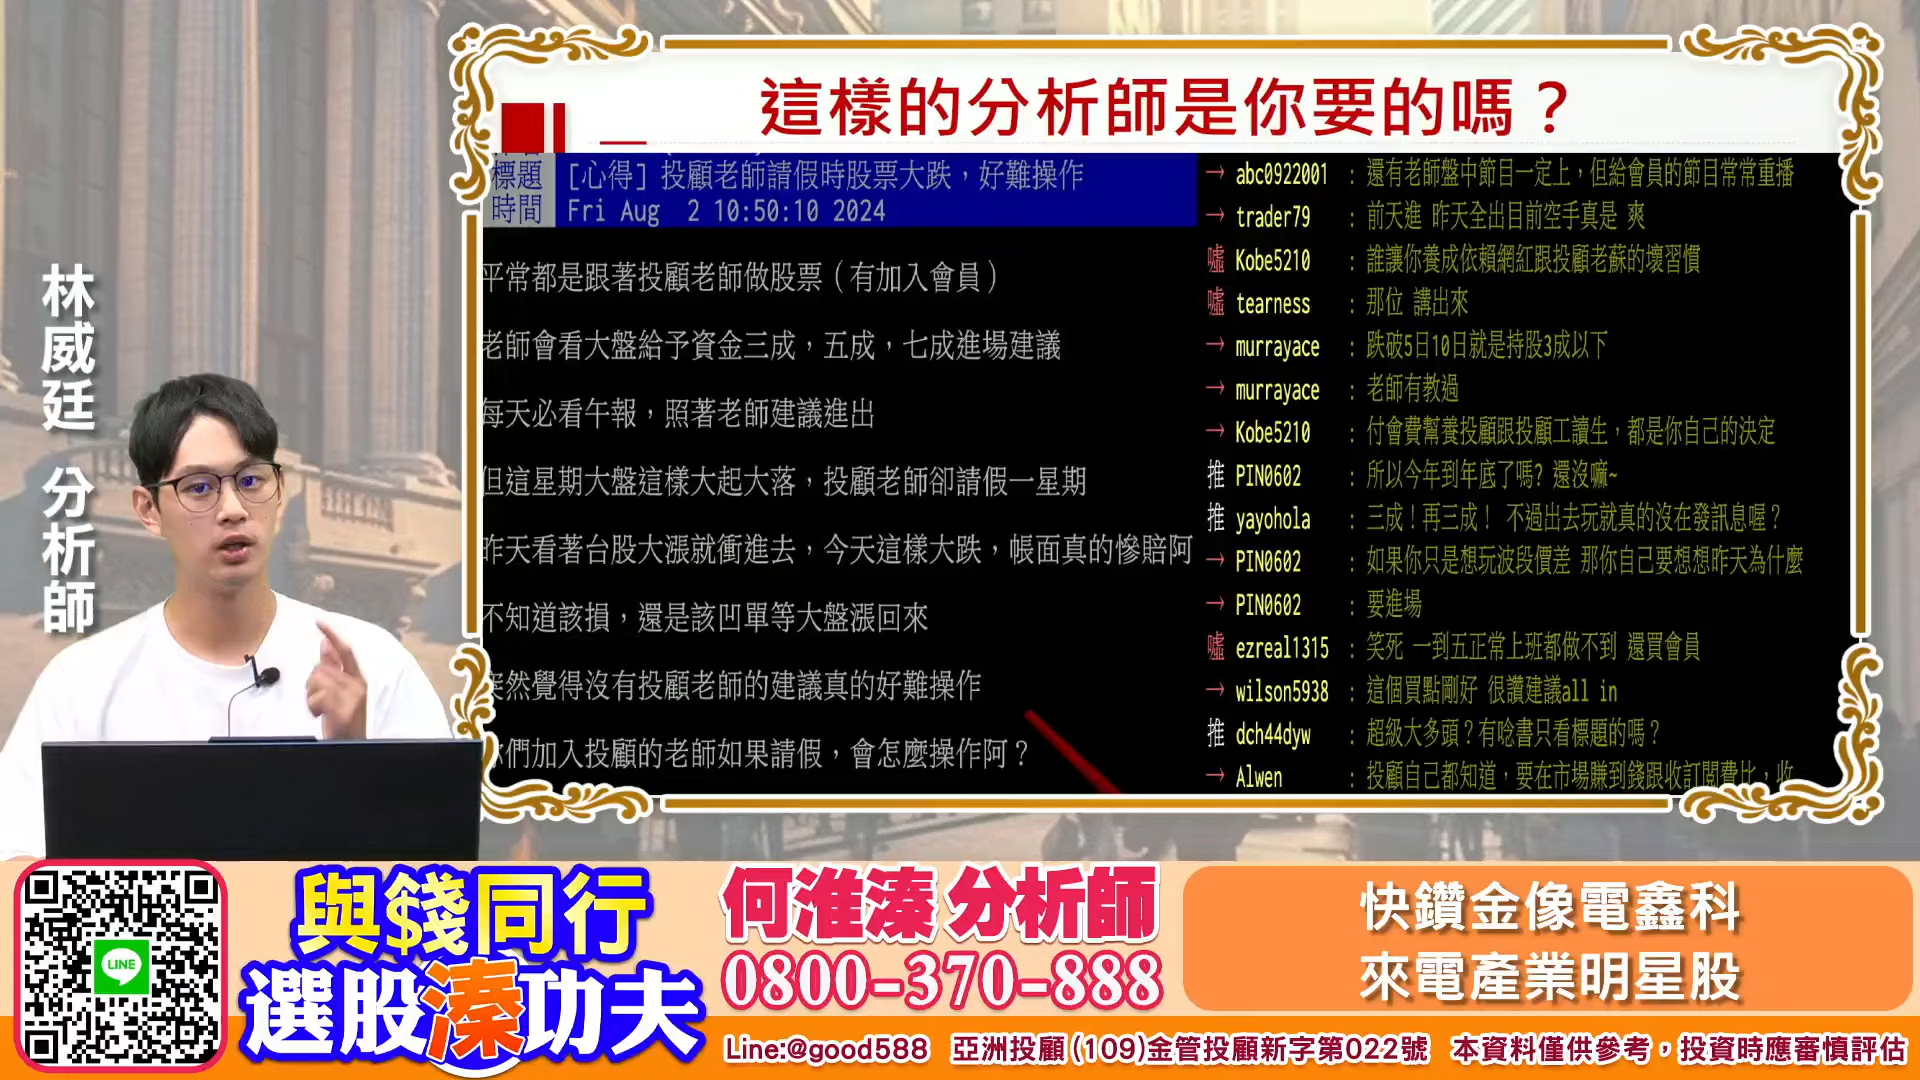 這樣的分析師是你要的嗎？
標題 [心得] 投顧老師請假時股票大跌，好難操作
時間 Fri Aug 2 10:50:10 2024
平常都是跟著投顧老師做股票（有加入會員）
老師會看大盤給予資金三成，五成，七成進場建議
每天必看午報，照著老師建議進出
但這星期大盤這樣大起大落，投顧老師卻請假一星期
昨天看著台股大漲就衝進去，今天這樣大跌，帳面真的慘賠阿
不知道該損，還是該凹單等大盤漲回來
突然覺得沒有投顧老師的建議真的好難操作
你們加入投顧的老師如果請假，會怎麼操作阿？
→ abc0922001 : 還有老師盤中節目一定上，但給會員的節目常常重播
→ trader79 : 前天進 昨天全出目前空手真是 爽
噓 Kobe5210 : 誰讓你養成依賴網紅跟投顧老蘇的壞習慣
噓 tearness : 那位 講出來
→ murrayace : 跌破5日10日就是持股3成以下
→ murrayace : 老師有教過
→ Kobe5210 : 付會費幫養投顧跟投顧工讀生，都是你自己的決定
推 PIN0602 : 所以今年到年底了嗎? 還沒嘛~
推 yayohola : 三成！再三成！ 不過出去玩就真的沒在發訊息喔？
→ PIN0602 : 如果你只是想玩波段價差 那你自己要想想昨天為什麼
→ PIN0602 : 要進場
噓 ezreal1315 : 笑死 一到五正常上班都做不到 還買會員
→ wilson5938 : 這個買點剛好 很讚建議all in
推 dch44dyw : 超級大多頭？有唸書只看標題的嗎？
→ Alwen : 投顧自己都知道，要在市場賺到錢跟收訂閱費比，收
林威廷 分析師
LINE
與$錢同行
選股溱功夫
何淮溱 分析師
0800-370-888
快鑽金像電鑫科
來電產業明星股
Line:@good588 亞洲投顧 (109)金管投顧新字第022號 本資料僅供參考，投資時應審慎評估